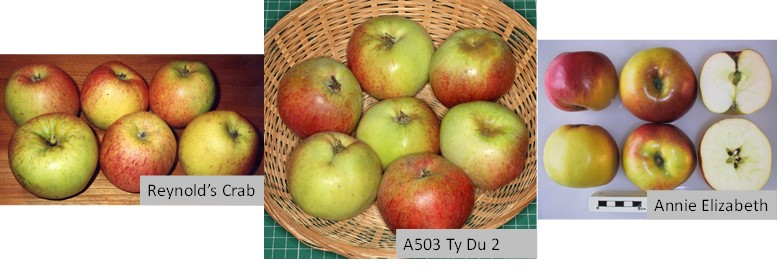 Reynold's Crab
A503 Ty Du 2
Annie Elizabeth